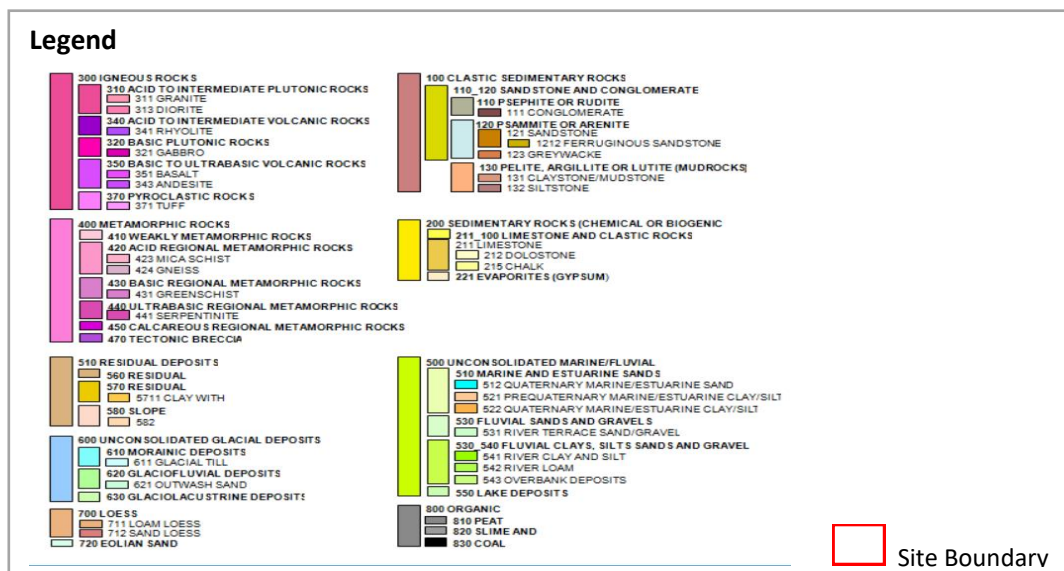 Legend
300 IGNEOUS ROCKS
310 ACID TO INTERMEDIATE PLUTONIC ROCKS
311 GRANITE
313 DIORITE
340 ACID TO INTERMEDIATE VOLCANIC ROCKS
341 RHYOLITE
320 BASIC PLUTONIC ROCKS
321 GABBRO
350 BASIC TO ULTRABASIC VOLCANIC ROCKS
351 BASALT
343 ANDESITE
370 PYROCLASTIC ROCKS
371 TUFF
400 METAMORPHIC ROCKS
410 WEAKLY METAMORPHIC ROCKS
420 ACID REGIONAL METAMORPHIC ROCKS
423 MICA SCHIST
424 GNEISS
430 BASIC REGIONAL METAMORPHIC ROCKS
431 GREENSCHIST
440 ULTRABASIC REGIONAL METAMORPHIC ROCKS
441 SERPENTINITE
450 CALCAREOUS REGIONAL METAMORPHIC ROCKS
470 TECTONIC BRECCIA
510 RESIDUAL DEPOSITS
560 RESIDUAL
570 RESIDUAL
5711 CLAY WITH
580 SLOPE
582
600 UNCONSOLIDATED GLACIAL DEPOSITS
610 MORAINIC DEPOSITS
611 GLACIAL TILL
620 GLACIOFLUVIAL DEPOSITS
621 OUTWASH SAND
630 GLACIOLACUSTRINE DEPOSITS
700 LOESS
711 LOAM LOESS
712 SAND LOESS
720 EOLIAN SAND
100 CLASTIC SEDIMENTARY ROCKS
110_120 SANDSTONE AND CONGLOMERATE
110 PSEPHITE OR RUDITE
111 CONGLOMERATE
120 PSAMMITE OR ARENITE
121 SANDSTONE
1212 FERRUGINOUS SANDSTONE
123 GREYWACKE
130 PELITE, ARGILLITE OR LUTITE (MUDROCKS)
131 CLAYSTONE/MUDSTONE
132 SILTSTONE
200 SEDIMENTARY ROCKS (CHEMICAL OR BIOGENIC
211_100 LIMESTONE AND CLASTIC ROCKS
211 LIMESTONE
212 DOLOSTONE
215 CHALK
221 EVAPORITES (GYPSUM)
500 UNCONSOLIDATED MARINE/FLUVIAL
510 MARINE AND ESTUARINE SANDS
512 QUATERNARY MARINE/ESTUARINE SAND
521 PREQUATERNARY MARINE/ESTUARINE CLAY/SILT
522 QUATERNARY MARINE/ESTUARINE CLAY/SILT
530 FLUVIAL SANDS AND GRAVELS
531 RIVER TERRACE SAND/GRAVEL
530_540 FLUVIAL CLAYS, SILTS SANDS AND GRAVEL
541 RIVER CLAY AND SILT
542 RIVER LOAM
543 OVERBANK DEPOSITS
550 LAKE DEPOSITS
800 ORGANIC
810 PEAT
820 SLIME AND
830 COAL
Site Boundary